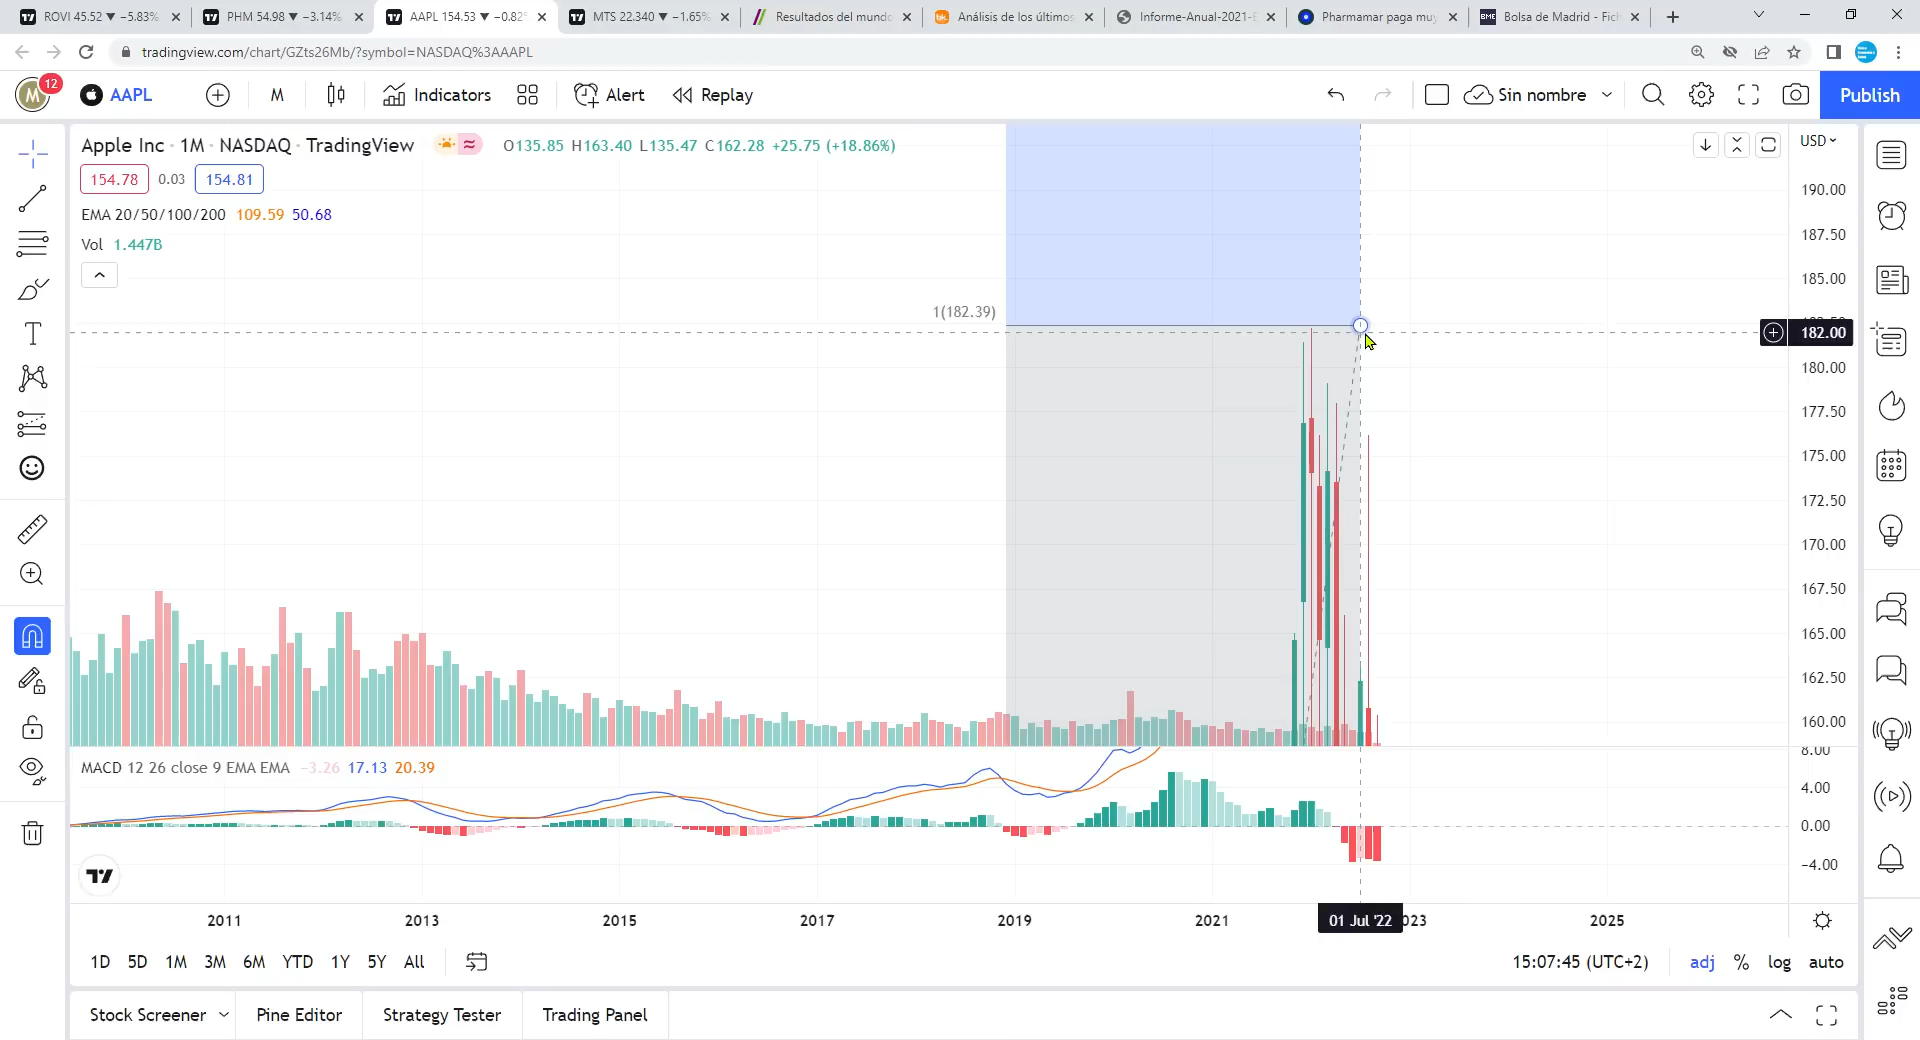 ROVI 45.52 ▼ −5.83%
PHM 54.98 ▼ −3.14%
AAPL 154.53 ▼ −0.82%
MTS 22.340 ▼ −1.65%
Resultados del mundo
Análisis de los últimos
Informe-Anual-2021-E
Pharmamar paga muy
BME Bolsa de Madrid - Fich
tradingview.com/chart/GZts26Mb/?symbol=NASDAQ%3AAAPL
M 12 AAPL M Indicators Alert Replay Sin nombre Publish
Apple Inc · 1M · NASDAQ · TradingView O135.85 H163.40 L135.47 C162.28 +25.75 (+18.86%)
USD
154.78 0.03 154.81
EMA 20/50/100/200 109.59 50.68
Vol 1.447B
1(182.39)
190.00
187.50
185.00
182.00
180.00
177.50
175.00
172.50
170.00
167.50
165.00
162.50
160.00
MACD 12 26 close 9 EMA EMA −3.26 17.13 20.39
8.00
4.00
0.00
−4.00
2011 2013 2015 2017 2019 2021 01 Jul '22 023 2025
1D 5D 1M 3M 6M YTD 1Y 5Y All 15:07:45 (UTC+2) adj % log auto
Stock Screener Pine Editor Strategy Tester Trading Panel